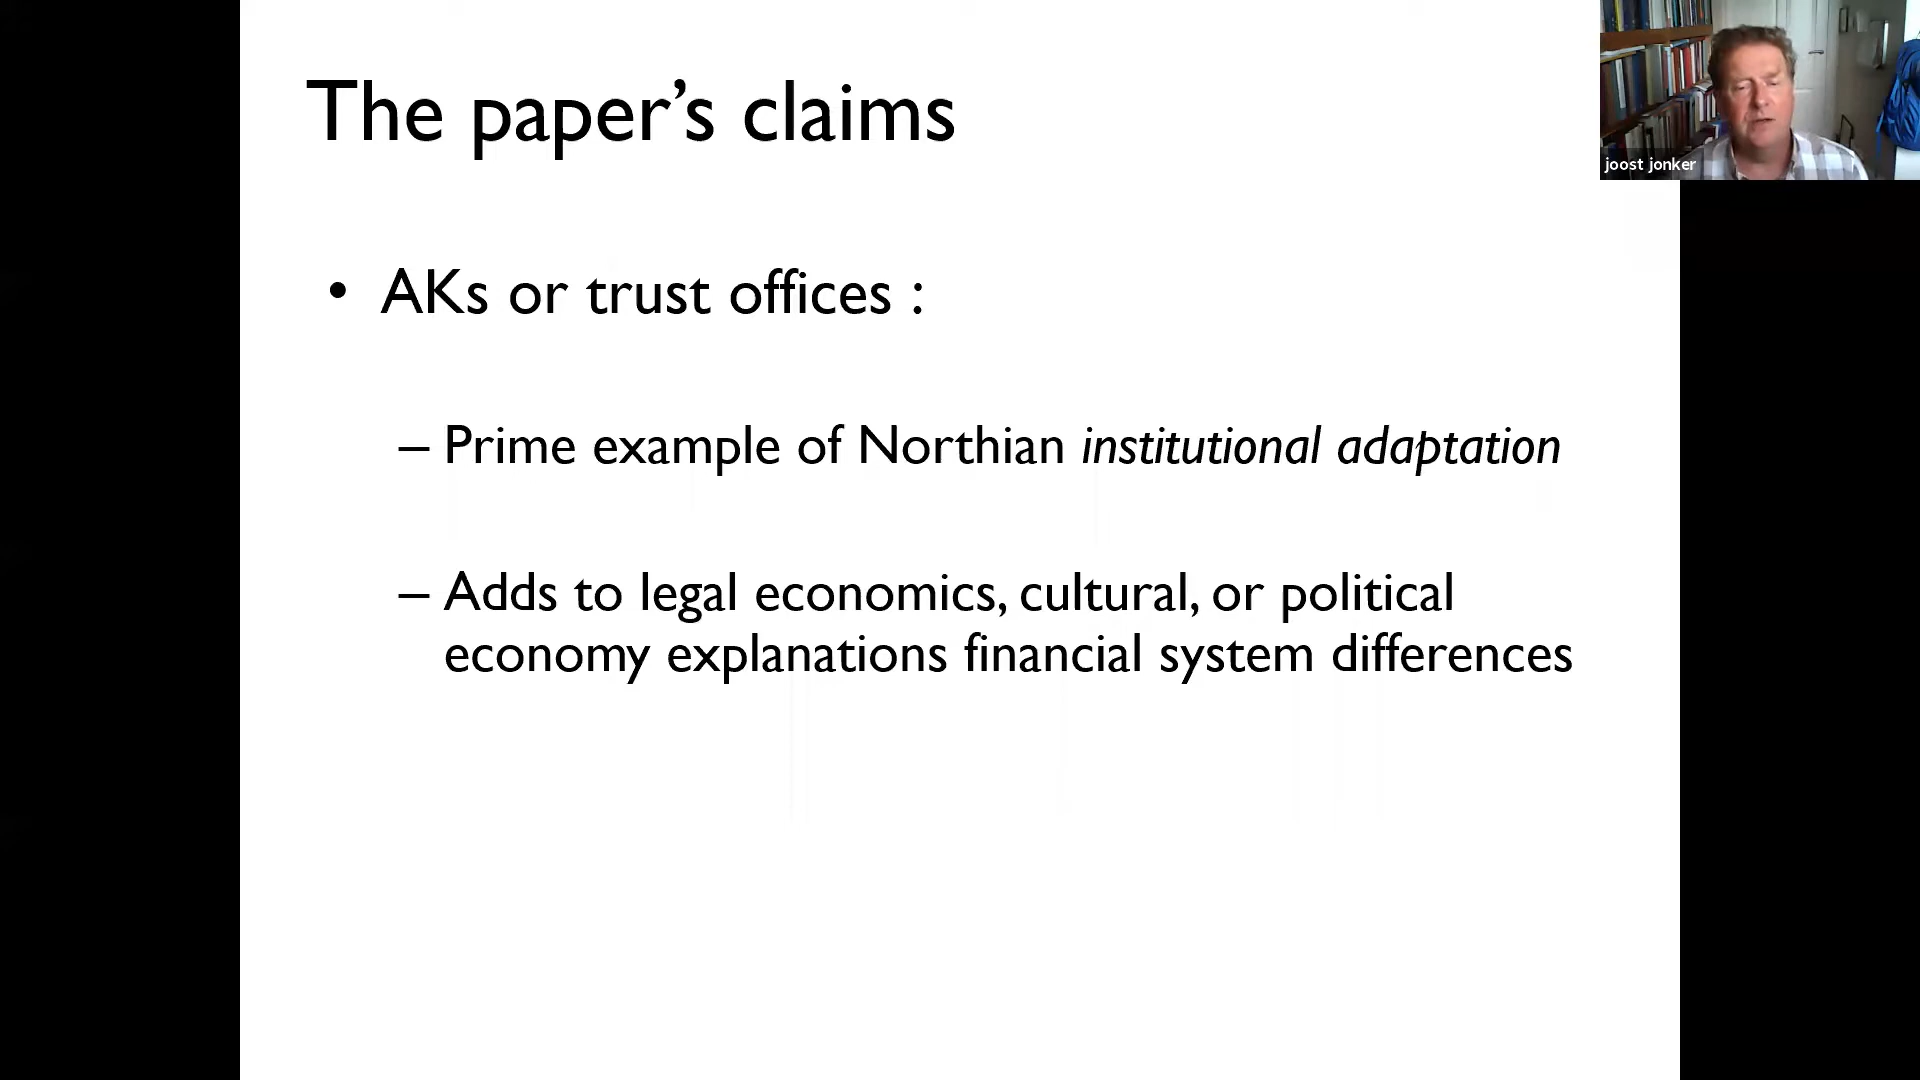 The paper’s claims
joost jonker
• AKs or trust offices :
– Prime example of Northian institutional adaptation
– Adds to legal economics, cultural, or political
economy explanations financial system differences